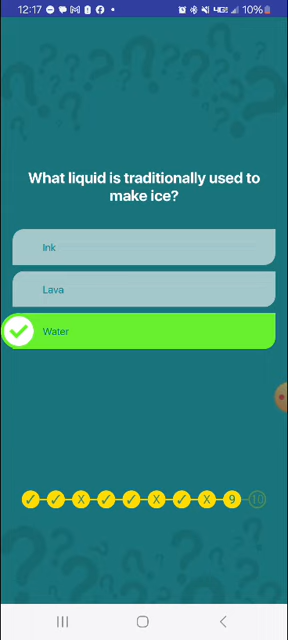 12:17
10%
What liquid is traditionally used to
make ice?
Ink
Lava
Water
X X X 9 10